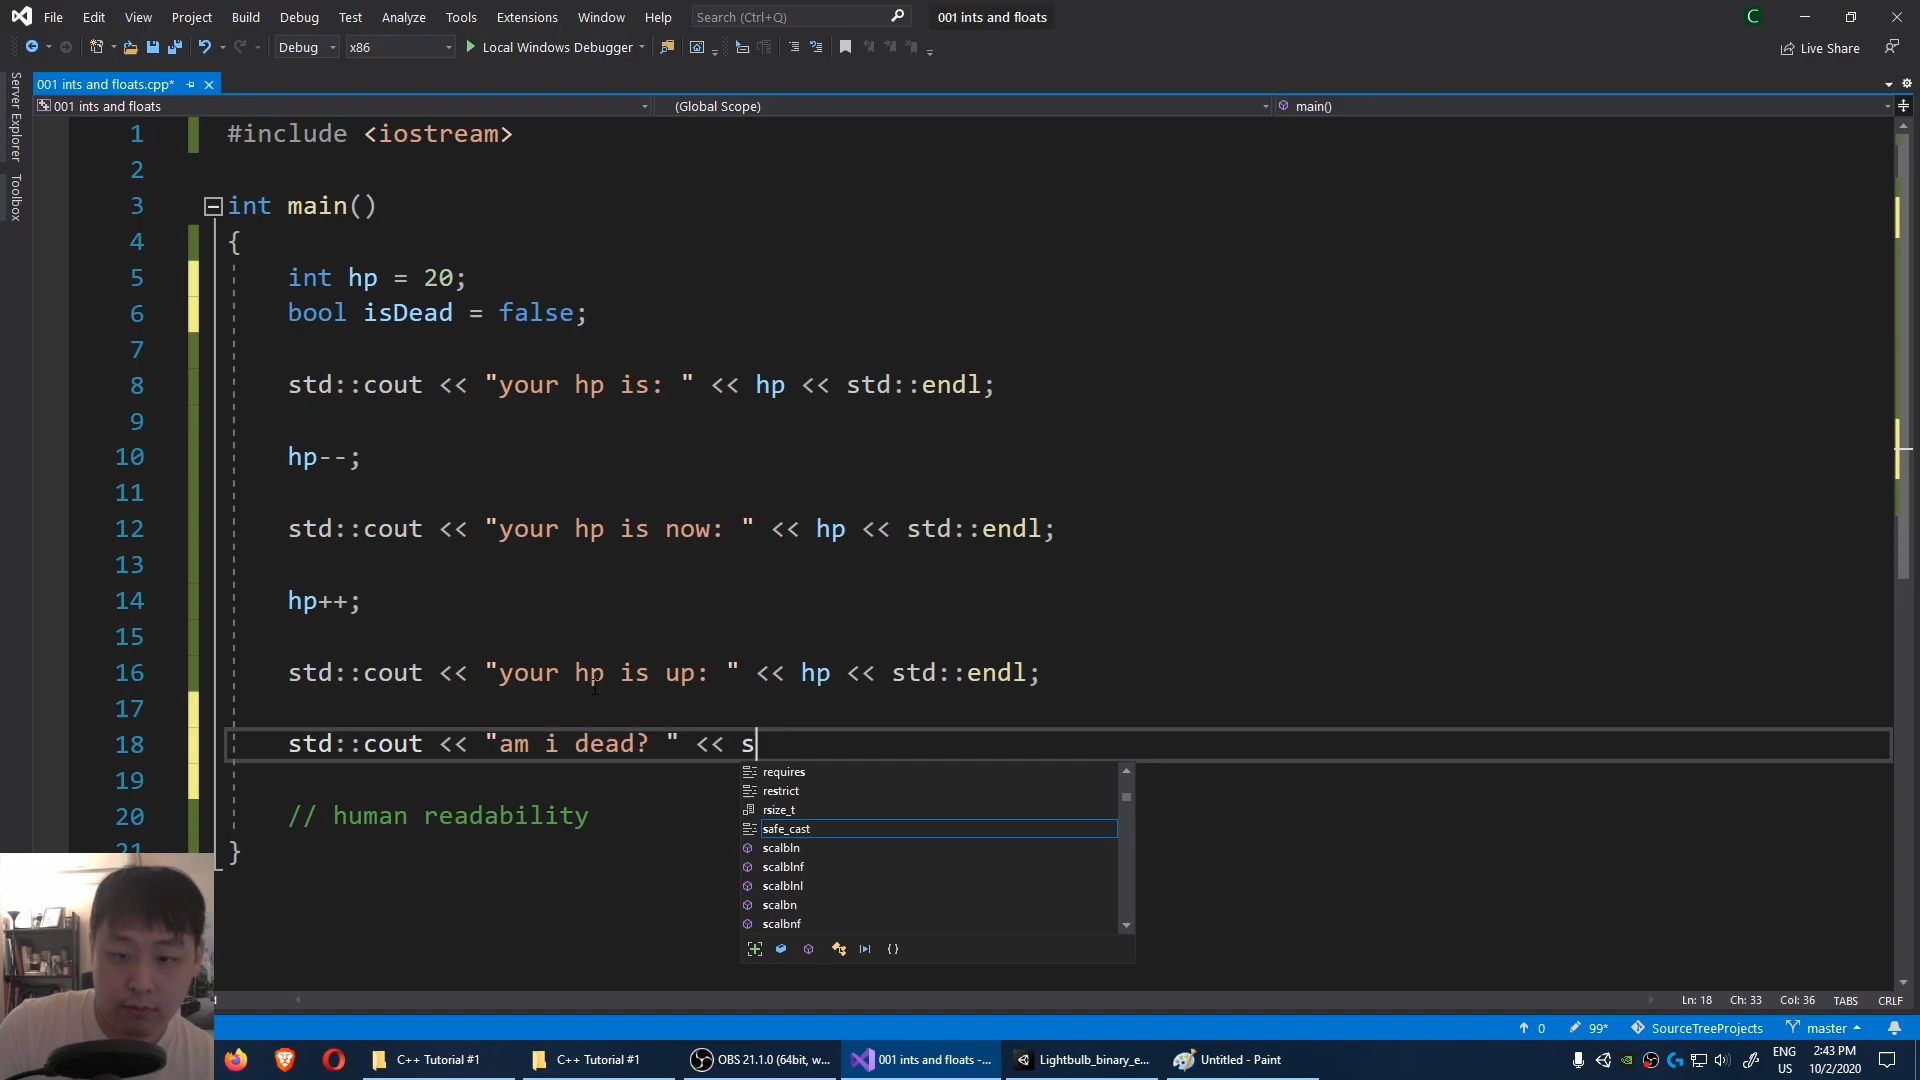 File Edit View Project Build Debug Test Analyze Tools Extensions Window Help Search (Ctrl+Q) 001 ints and floats C
Debug x86 Local Windows Debugger Live Share
001 ints and floats.cpp*
001 ints and floats (Global Scope) main()
Server Explorer
Toolbox
1 #include <iostream>
2
3 int main()
4 {
5 int hp = 20;
6 bool isDead = false;
7
8 std::cout << "your hp is: " << hp << std::endl;
9
10 hp--;
11
12 std::cout << "your hp is now: " << hp << std::endl;
13
14 hp++;
15
16 std::cout << "your hp is up: " << hp << std::endl;
17
18 std::cout << "am i dead? " << s
19
20 // human readability
21 }
requires
restrict
rsize_t
safe_cast
scalbln
scalblnf
scalblnl
scalbn
scalbnf
Ln: 18 Ch: 33 Col: 36 TABS CRLF
0 99* SourceTreeProjects master
C++ Tutorial #1 C++ Tutorial #1 OBS 21.1.0 (64bit, w... 001 ints and floats -... Lightbulb_binary_e... Untitled - Paint
ENG US
2:43 PM
10/2/2020